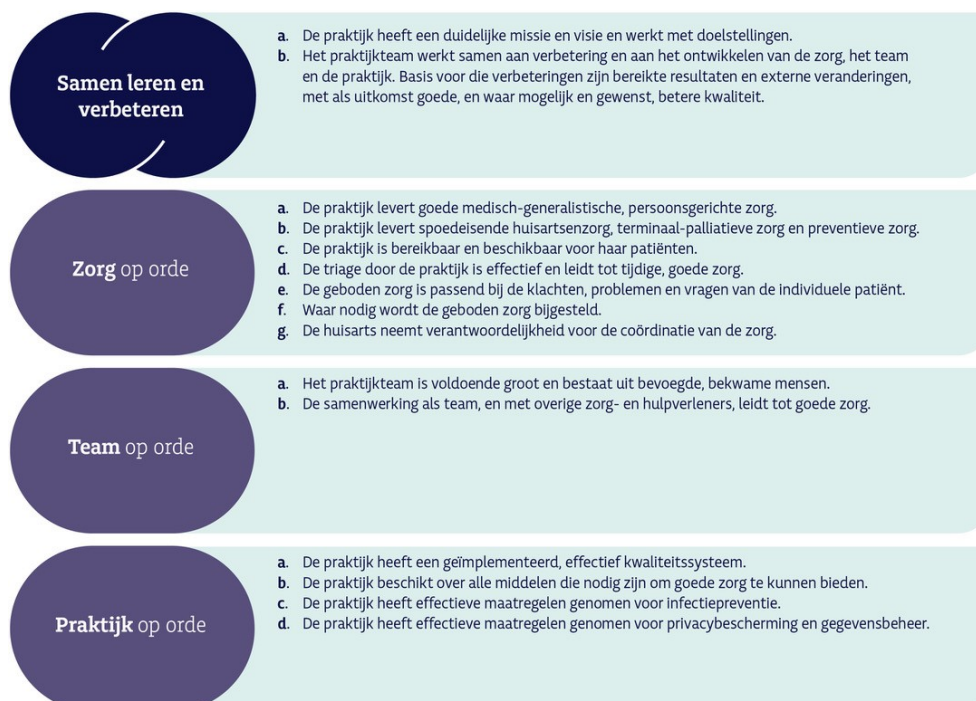 Samen leren en
verbeteren
a. De praktijk heeft een duidelijke missie en visie en werkt met doelstellingen.
b. Het praktijkteam werkt samen aan verbetering en aan het ontwikkelen van de zorg, het team
en de praktijk. Basis voor die verbeteringen zijn bereikte resultaten en externe veranderingen,
met als uitkomst goede, en waar mogelijk en gewenst, betere kwaliteit.
Zorg op orde
a. De praktijk levert goede medisch-generalistische, persoonsgerichte zorg.
b. De praktijk levert spoedeisende huisartsenzorg, terminaal-palliatieve zorg en preventieve zorg.
c. De praktijk is bereikbaar en beschikbaar voor haar patiënten.
d. De triage door de praktijk is effectief en leidt tot tijdige, goede zorg.
e. De geboden zorg is passend bij de klachten, problemen en vragen van de individuele patiënt.
f. Waar nodig wordt de geboden zorg bijgesteld.
g. De huisarts neemt verantwoordelijkheid voor de coördinatie van de zorg.
Team op orde
a. Het praktijkteam is voldoende groot en bestaat uit bevoegde, bekwame mensen.
b. De samenwerking als team, en met overige zorg- en hulpverleners, leidt tot goede zorg.
Praktijk op orde
a. De praktijk heeft een geïmplementeerd, effectief kwaliteitssysteem.
b. De praktijk beschikt over alle middelen die nodig zijn om goede zorg te kunnen bieden.
c. De praktijk heeft effectieve maatregelen genomen voor infectiepreventie.
d. De praktijk heeft effectieve maatregelen genomen voor privacybescherming en gegevensbeheer.